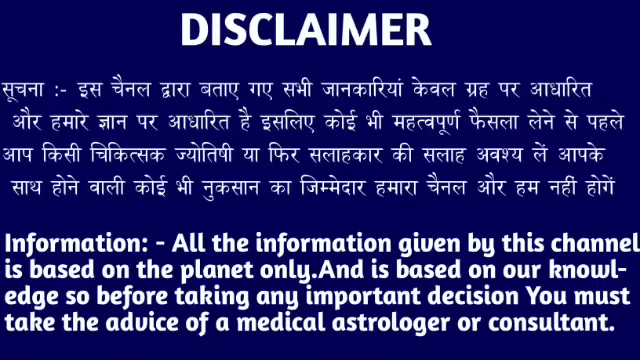 DISCLAIMER
सूचना :- इस चैनल द्वारा बताए गए सभी जानकारियां केवल ग्रह पर आधारित
और हमारे ज्ञान पर आधारित है इसलिए कोई भी महत्वपूर्ण फैसला लेने से पहले
आप किसी चिकित्सक ज्योतिषी या फिर सलाहकार की सलाह अवश्य लें आपके
साथ होने वाली कोई भी नुकसान का जिम्मेदार हमारा चैनल और हम नहीं होगें
Information: - All the information given by this channel
is based on the planet only.And is based on our knowl-
edge so before taking any important decision You must
take the advice of a medical astrologer or consultant.